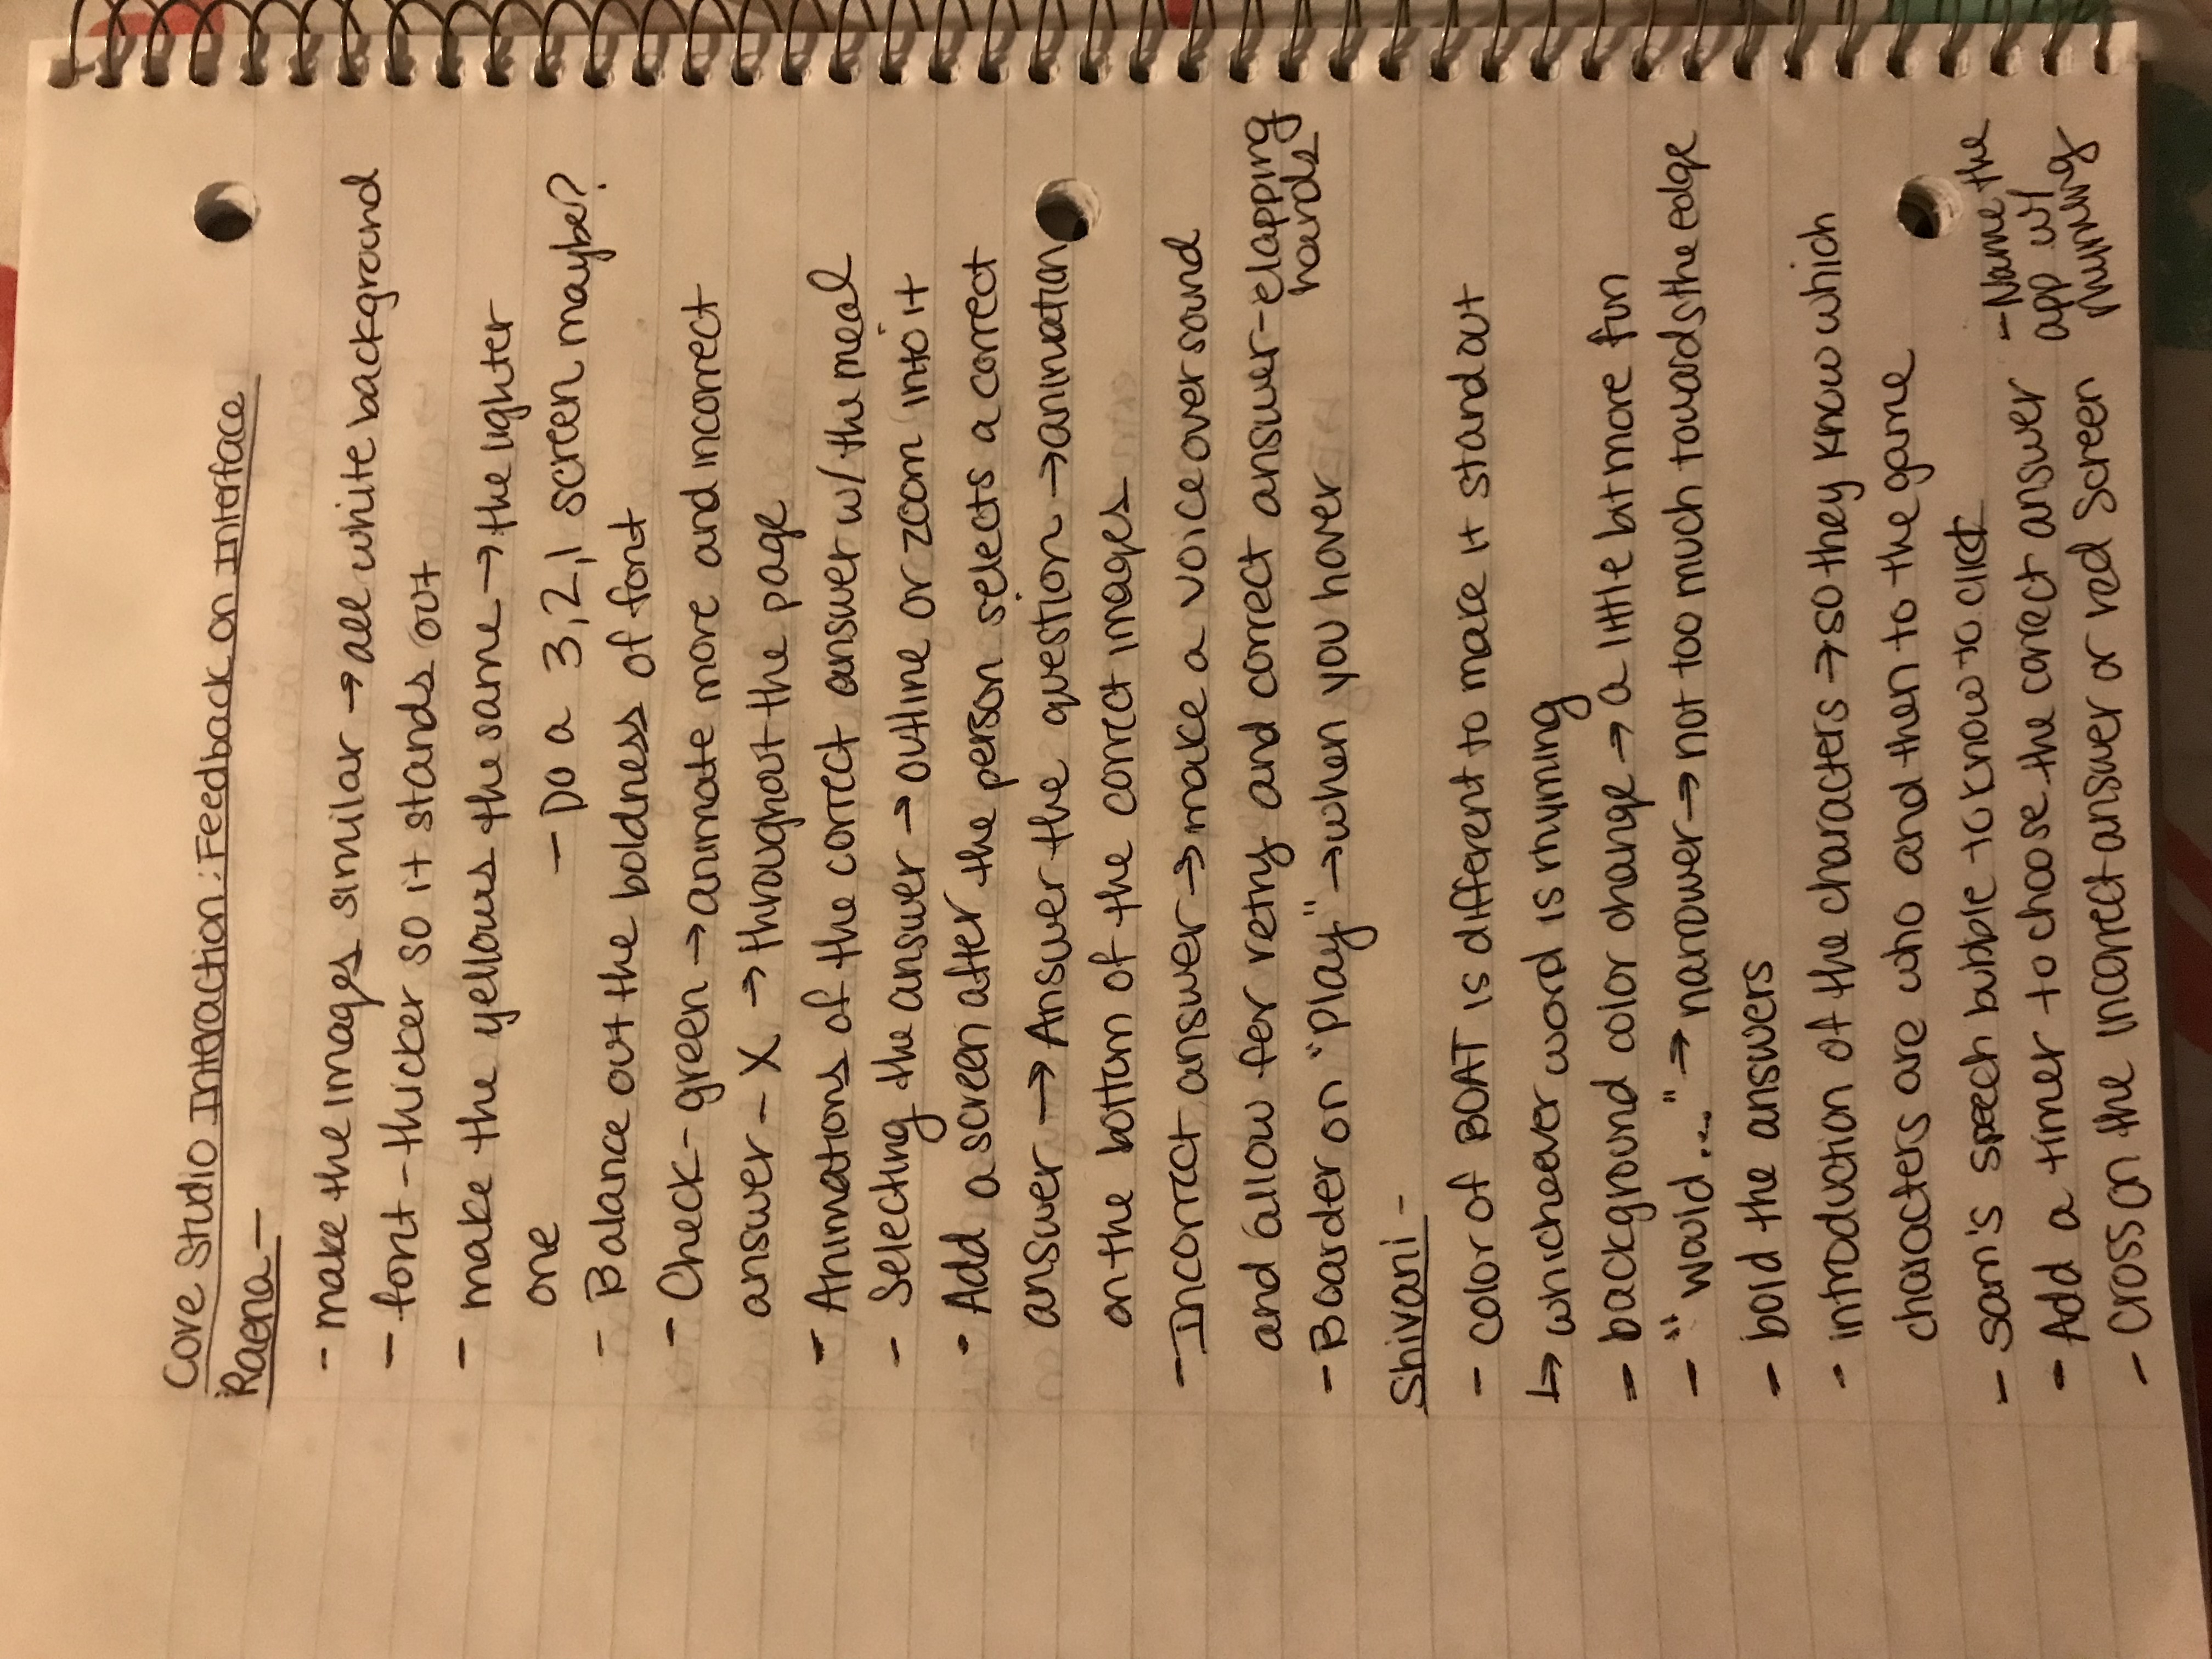 Core Studio Interaction: Feedback on Interface
Raena —
- make the images similar → all white background
- font - thicker so it stands out
- make the yellows the same → the lighter
one
- Do a 3,2,1 screen maybe?
- Balance out the boldness of font
- Check - green → animate more and incorrect
answer - X → throughout the page
- Animations of the correct answer w/ the meal
- Selecting the answer → outline or zoom into it
- Add a screen after the person selects a correct
answer → Answer the question → animation
on the bottom of the correct images
- Incorrect answer → make a voice over sound
and allow for retry and correct answer - clapping
hands
- Boarder on "Play" → when you hover
Shivani -
- color of BOAT is different to make it stand out
↳ whicheever word is rhyming
- background color change → a little bit more fun
- "Would...." → narrower → not too much towards the edge
- bold the answers
- introduction of the characters → so they know which
characters are who and then to the game
- Sam's speech bubble to know to click
- Add a timer to choose the correct answer
- Cross on the incorrect answer or red screen
- Name the
app w/
rhyming